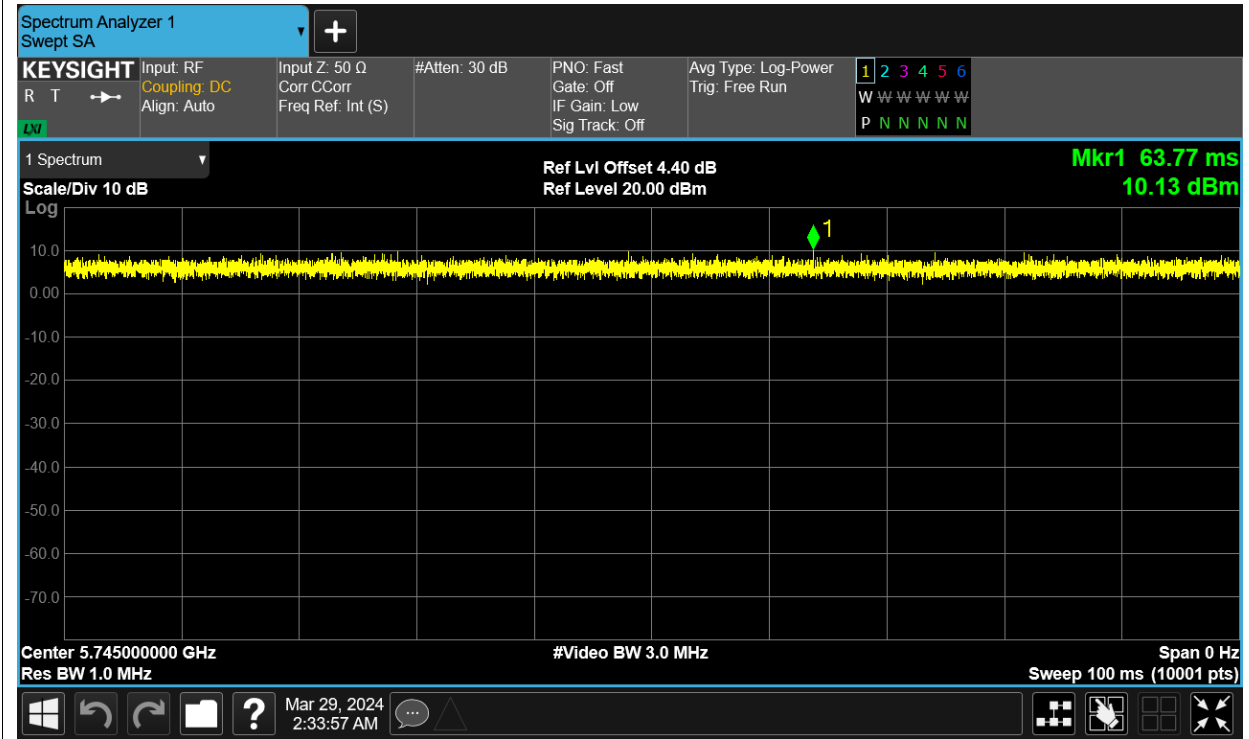 Spectrum Analyzer 1
Swept SA
+
KEYSIGHT
R T
LXI
Input: RF
Coupling: DC
Align: Auto
Input Z: 50 Ω
Corr CCorr
Freq Ref: Int (S)
#Atten: 30 dB
PNO: Fast
Gate: Off
IF Gain: Low
Sig Track: Off
Avg Type: Log-Power
Trig: Free Run
1 2 3 4 5 6
W W W W W W
P N N N N N
1 Spectrum
Scale/Div 10 dB
Ref Lvl Offset 4.40 dB
Ref Level 20.00 dBm
Mkr1 63.77 ms
10.13 dBm
Log
1
10.0
0.00
-10.0
-20.0
-30.0
-40.0
-50.0
-60.0
-70.0
Center 5.745000000 GHz
Res BW 1.0 MHz
#Video BW 3.0 MHz
Span 0 Hz
Sweep 100 ms (10001 pts)
?
Mar 29, 2024
2:33:57 AM